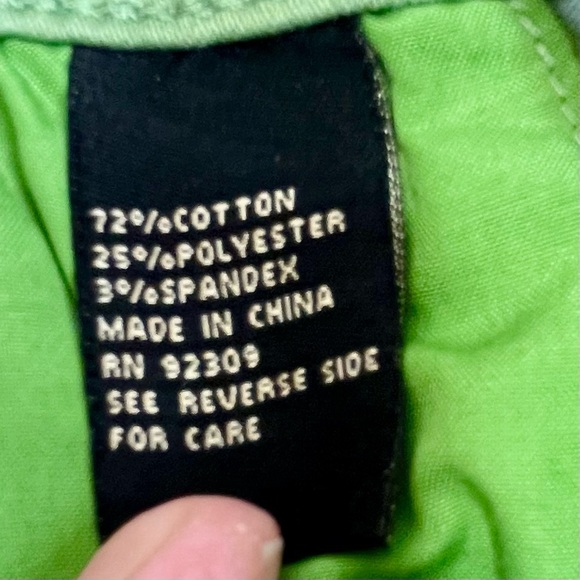 72%COTTON
25%POLYESTER
3%SPANDEX
MADE IN CHINA
RN 92309
SEE REVERSE SIDE
FOR CARE